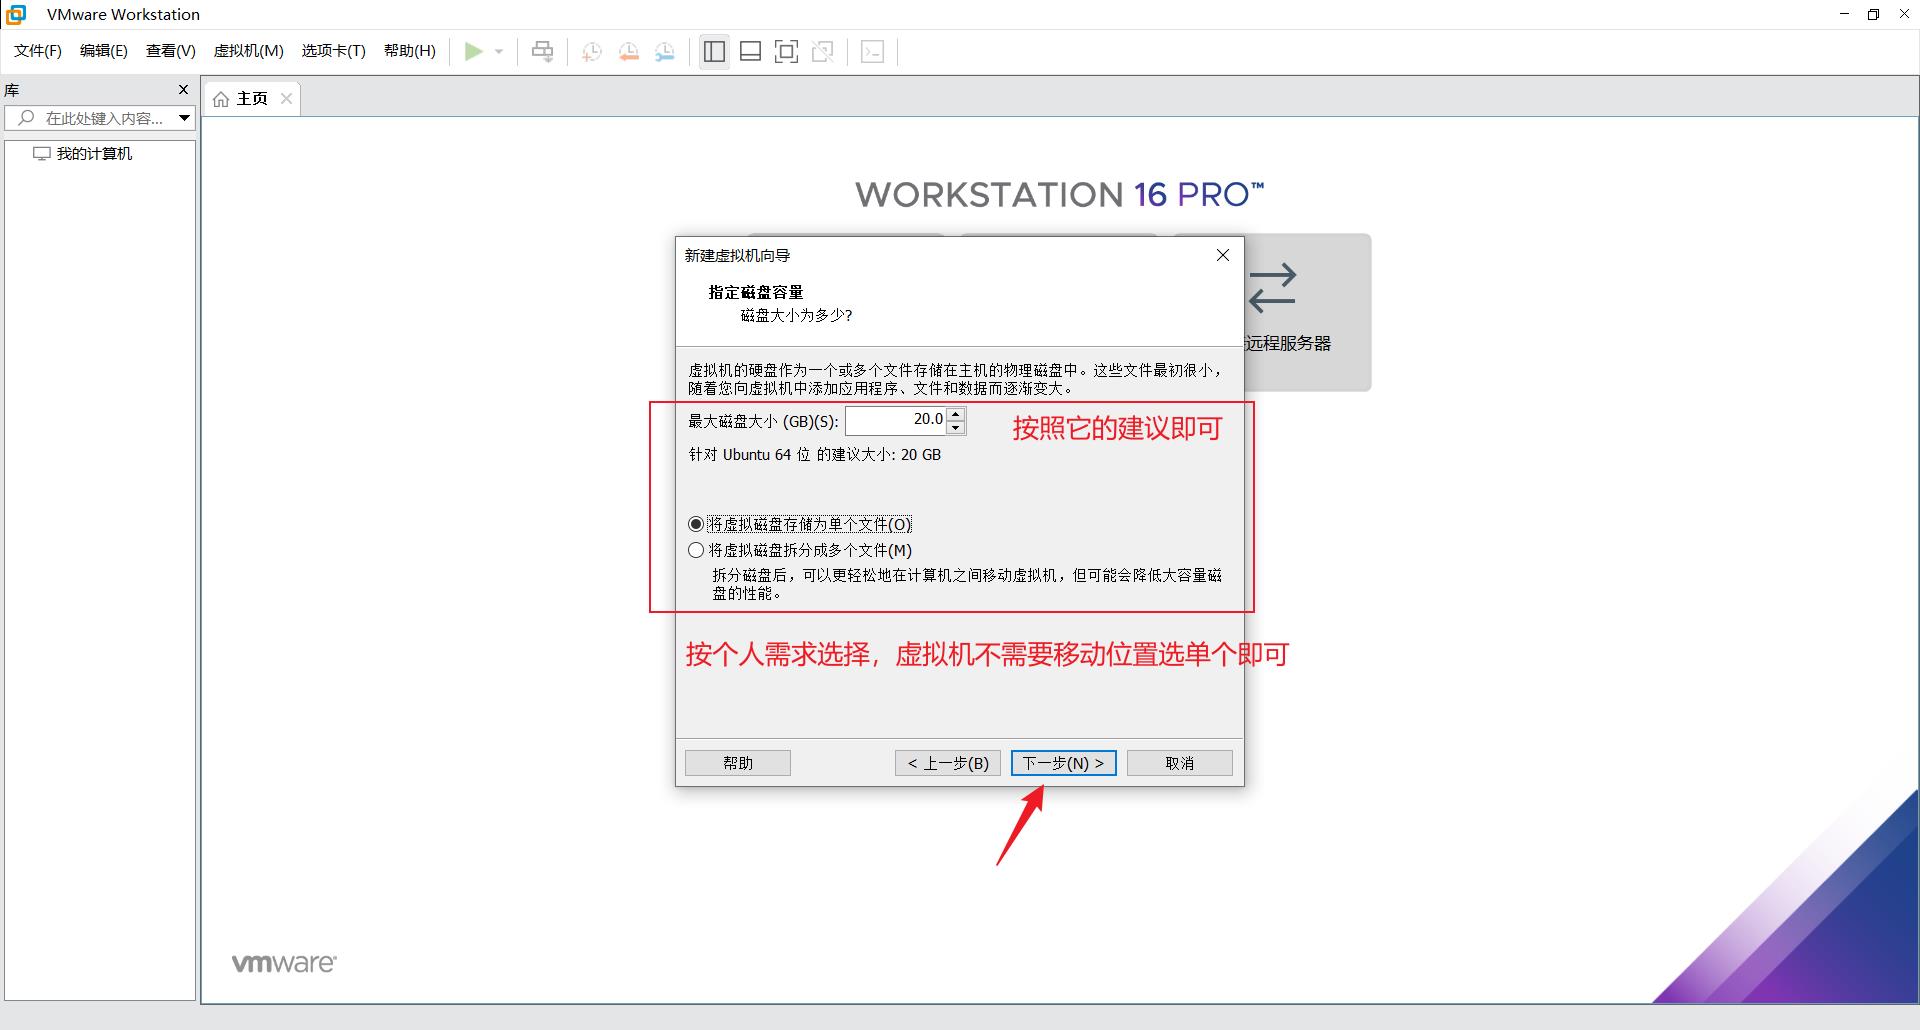 VMware Workstation
文件(F) 编辑(E) 查看(V) 虚拟机(M) 选项卡(T) 帮助(H)
库
主页
在此处键入内容...
我的计算机
WORKSTATION 16 PRO™
远程服务器
新建虚拟机向导
指定磁盘容量
磁盘大小为多少?
虚拟机的硬盘作为一个或多个文件存储在主机的物理磁盘中。这些文件最初很小，
随着您向虚拟机中添加应用程序、文件和数据而逐渐变大。
最大磁盘大小 (GB)(S): 20.0
按照它的建议即可
针对 Ubuntu 64 位 的建议大小: 20 GB
将虚拟磁盘存储为单个文件(O)
将虚拟磁盘拆分成多个文件(M)
拆分磁盘后，可以更轻松地在计算机之间移动虚拟机，但可能会降低大容量磁
盘的性能。
按个人需求选择，虚拟机不需要移动位置选单个即可
帮助 < 上一步(B) 下一步(N) > 取消
vmware